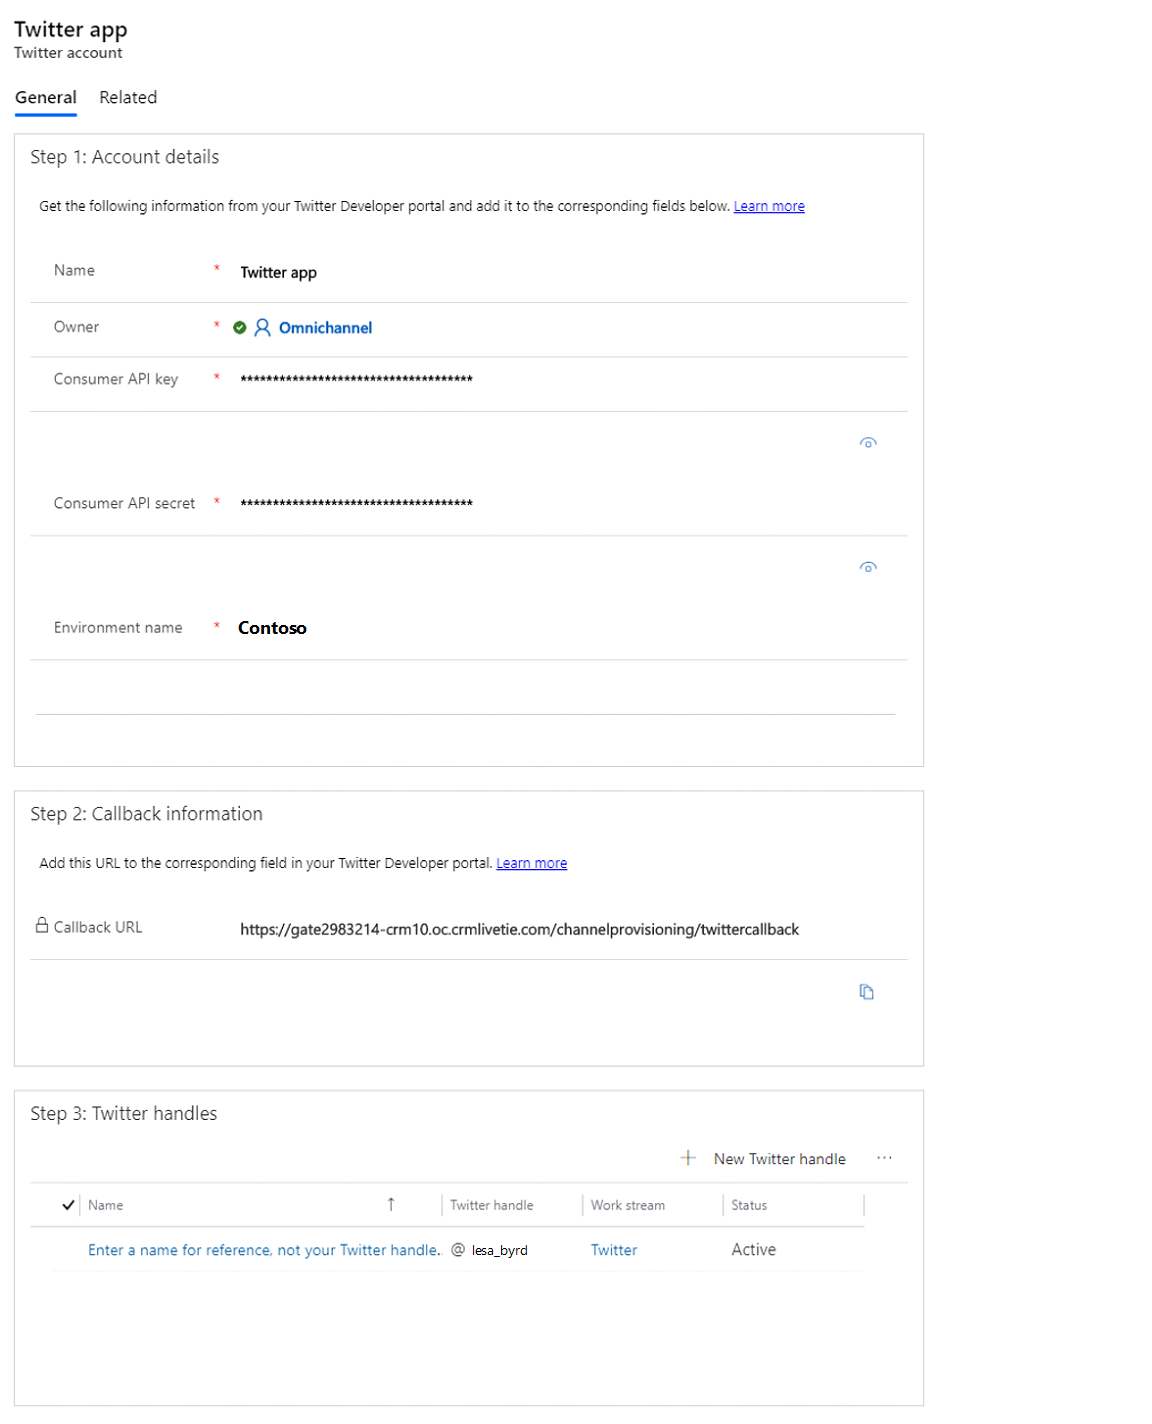 Twitter app
Twitter account
General Related
Step 1: Account details
Get the following information from your Twitter Developer portal and add it to the corresponding fields below. Learn more
Name * Twitter app
Owner * Omnichannel
Consumer API key * ************************************
Consumer API secret * ************************************
Environment name * Contoso
Step 2: Callback information
Add this URL to the corresponding field in your Twitter Developer portal. Learn more
Callback URL https://gate2983214-crm10.oc.crmlivetie.com/channelprovisioning/twittercallback
Step 3: Twitter handles
New Twitter handle ...
Name Twitter handle Work stream Status
Enter a name for reference, not your Twitter handle.. @ lesa_byrd Twitter Active